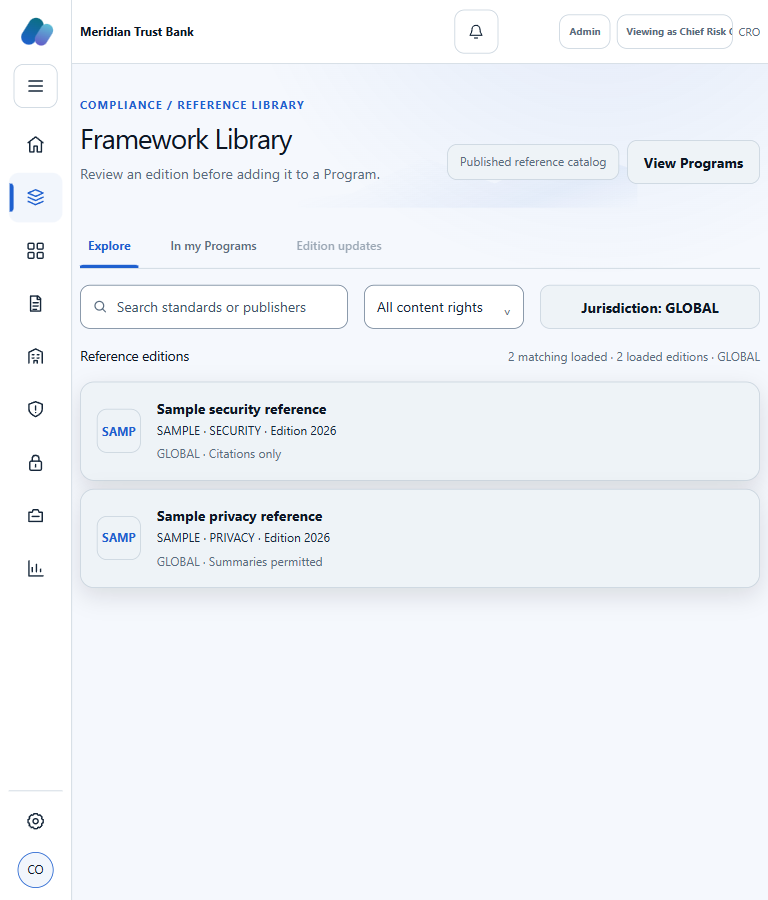 Meridian Trust Bank
Admin
Viewing as Chief Risk
CRO
COMPLIANCE / REFERENCE LIBRARY
Framework Library
Review an edition before adding it to a Program.
Published reference catalog
View Programs
Explore
In my Programs
Edition updates
Search standards or publishers
All content rights
Jurisdiction: GLOBAL
Reference editions
2 matching loaded · 2 loaded editions · GLOBAL
SAMP
Sample security reference
SAMPLE · SECURITY · Edition 2026
GLOBAL · Citations only
SAMP
Sample privacy reference
SAMPLE · PRIVACY · Edition 2026
GLOBAL · Summaries permitted
CO